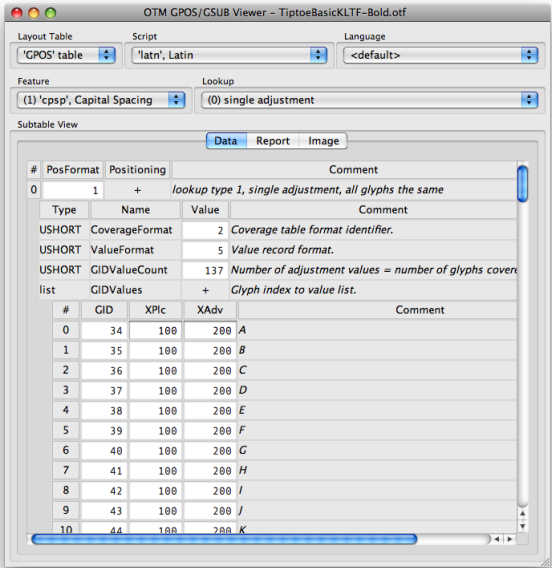 OTM GPOS/GSUB Viewer - TiptoeBasicKLTF-Bold.otf
Layout Table Script Language
'GPOS' table 'latn', Latin <default>
Feature Lookup
(1) 'cpsp', Capital Spacing (0) single adjustment
Subtable View
Data Report Image
# PosFormat Positioning Comment
0 1 + lookup type 1, single adjustment, all glyphs the same
Type Name Value Comment
USHORT CoverageFormat 2 Coverage table format identifier.
USHORT ValueFormat 5 Value record format.
USHORT GIDValueCount 137 Number of adjustment values = number of glyphs covere
list GIDValues + Glyph index to value list.
# GID XPlc XAdv Comment
0 34 100 200 A
1 35 100 200 B
2 36 100 200 C
3 37 100 200 D
4 38 100 200 E
5 39 100 200 F
6 40 100 200 G
7 41 100 200 H
8 42 100 200 I
9 43 100 200 J
10 44 100 200 K